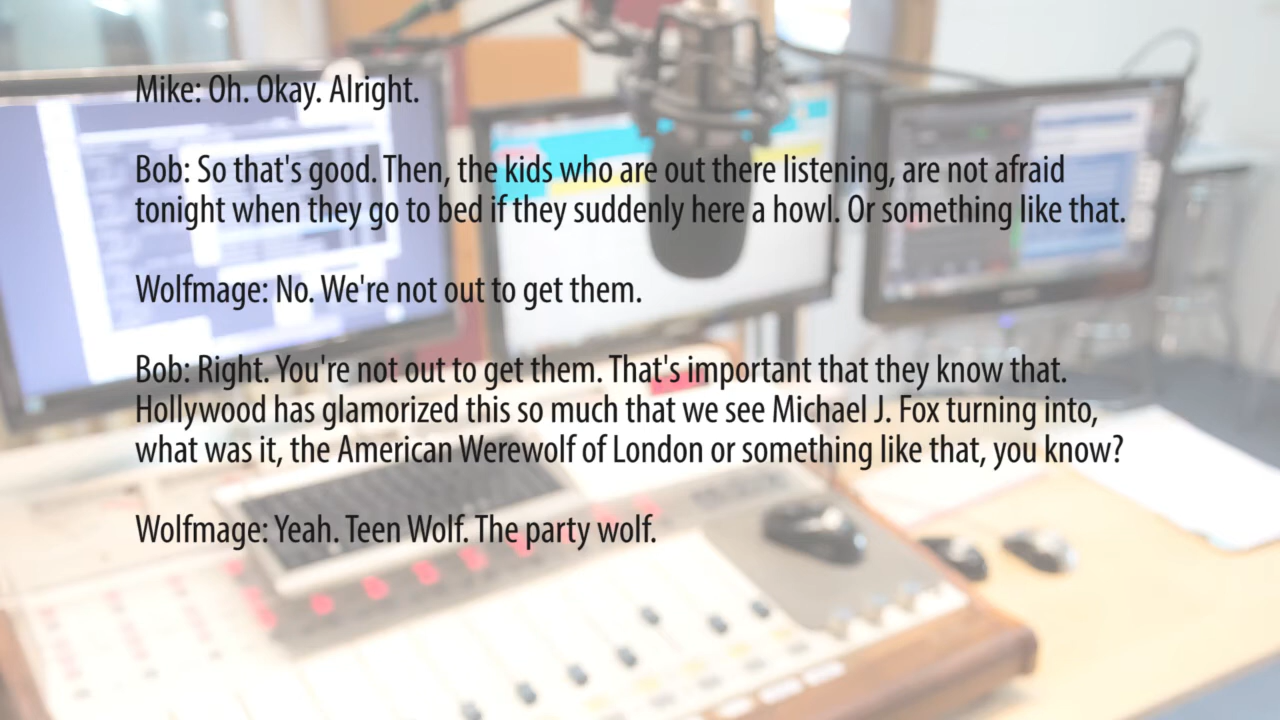 Mike: Oh. Okay. Alright.
Bob: So that's good. Then, the kids who are out there listening, are not afraid
tonight when they go to bed if they suddenly here a howl. Or something like that.
Wolfmage: No. We're not out to get them.
Bob: Right. You're not out to get them. That's important that they know that.
Hollywood has glamorized this so much that we see Michael J. Fox turning into,
what was it, the American Werewolf of London or something like that, you know?
Wolfmage: Yeah. Teen Wolf. The party wolf.